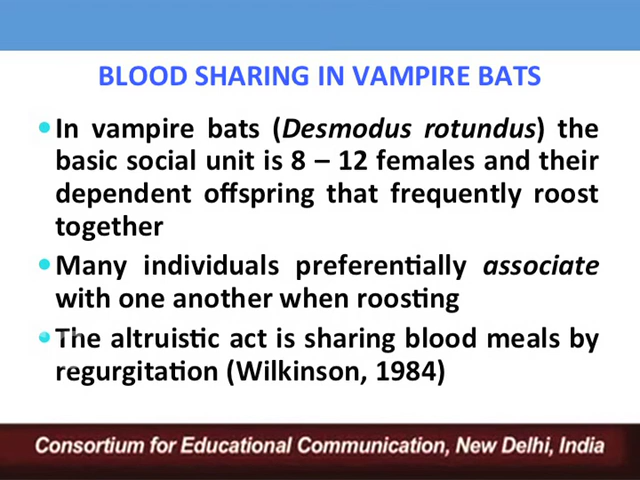 BLOOD SHARING IN VAMPIRE BATS
In vampire bats (Desmodus rotundus) the
basic social unit is 8 – 12 females and their
dependent offspring that frequently roost
together
Many individuals preferentially associate
with one another when roosting
The altruistic act is sharing blood meals by
regurgitation (Wilkinson, 1984)
Consortium for Educational Communication, New Delhi, India